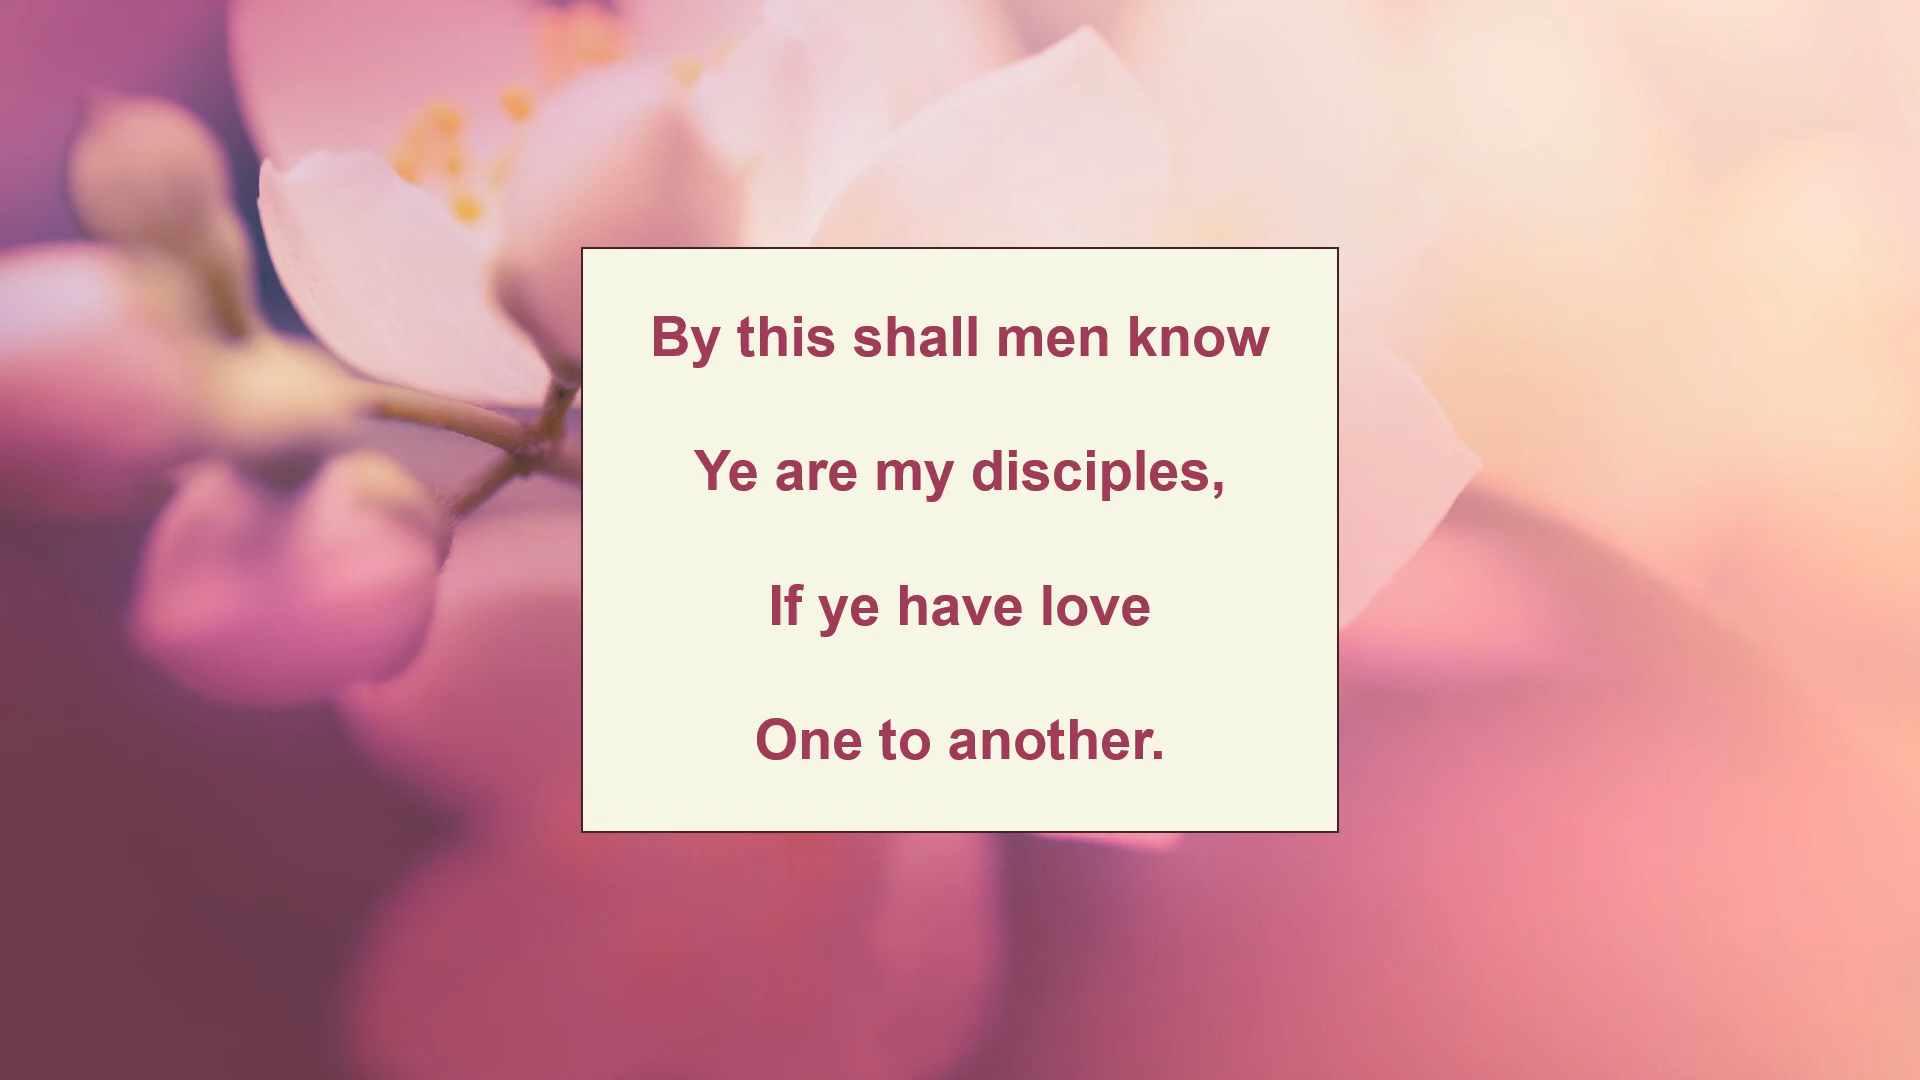 By this shall men know
Ye are my disciples,
If ye have love
One to another.